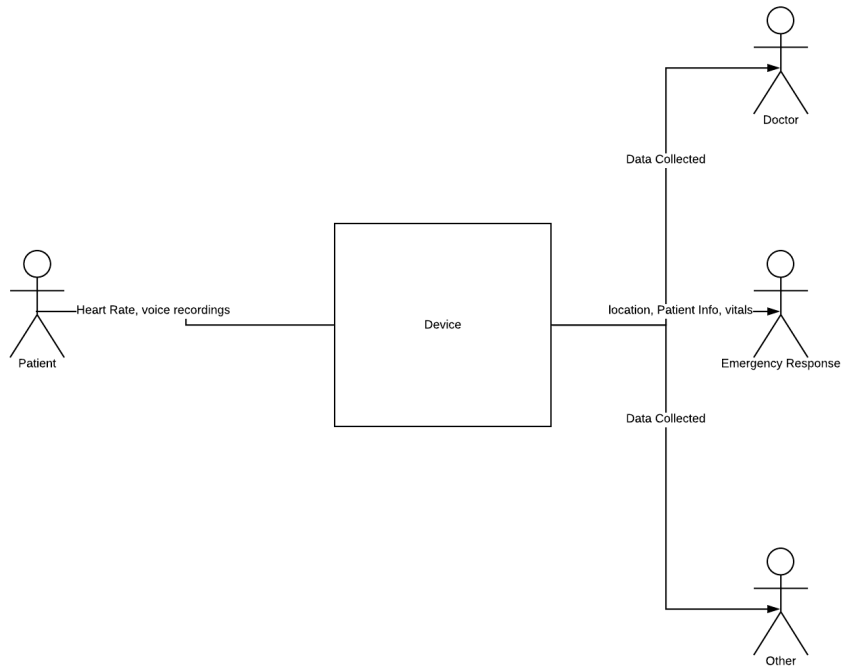 Doctor
Data Collected
Heart Rate, voice recordings
location, Patient Info, vitals
Device
Patient
Emergency Response
Data Collected
Other